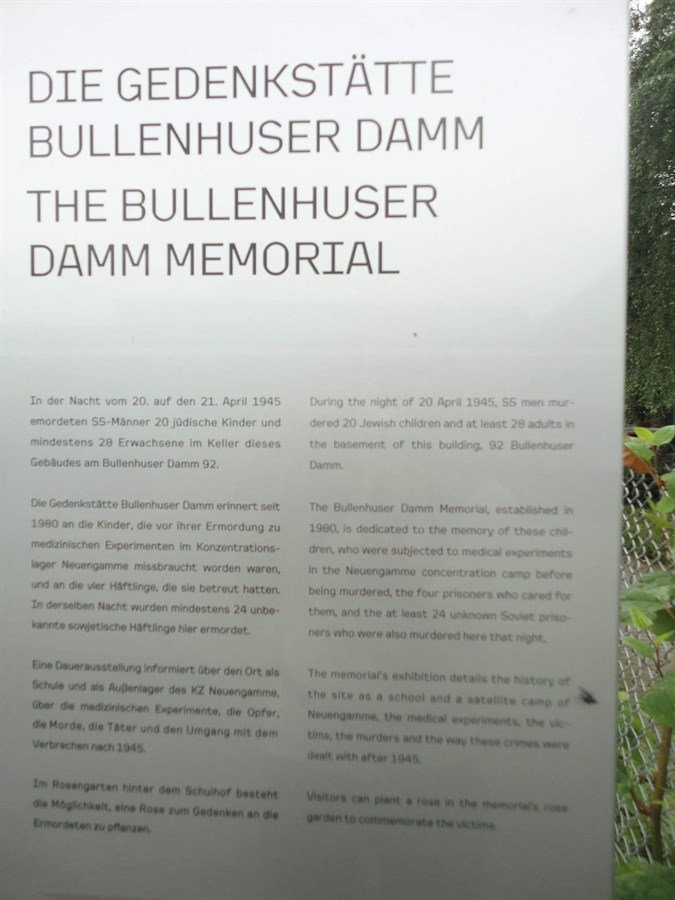 DIE GEDENKSTÄTTE
BULLENHUSER DAMM
THE BULLENHUSER
DAMM MEMORIAL
In der Nacht vom 20. auf den 21. April 1945
emordeten SS-Männer 20 jüdische Kinder und
mindestens 28 Erwachsene im Keller dieses
Gebäudes am Bullenhuser Damm 92.
Die Gedenkstätte Bullenhuser Damm erinnert seit
1980 an die Kinder, die vor ihrer Ermordung zu
medizinischen Experimenten im Konzentrations-
lager Neuengamme missbraucht worden waren,
und an die vier Häftlinge, die sie betreut hatten.
In derselben Nacht wurden mindestens 24 unbe-
kannte sowjetische Häftlinge hier ermordet.
Eine Dauerausstellung informiert über den Ort als
Schule und als Außenlager des KZ Neuengamme,
über die medizinischen Experimente, die Opfer,
die Morde, die Täter und den Umgang mit dem
Verbrechen nach 1945.
Im Rosengarten hinter dem Schulhof besteht
die Möglichkeit, eine Rose zum Gedenken an die
Ermordeten zu pflanzen.
During the night of 20 April 1945, SS men mur-
dered 20 Jewish children and at least 28 adults in
the basement of this building, 92 Bullenhuser
Damm.
The Bullenhuser Damm Memorial, established in
1980, is dedicated to the memory of these chil-
dren, who were subjected to medical experiments
in the Neuengamme concentration camp before
being murdered, the four prisoners who cared for
them, and the at least 24 unknown Soviet priso-
ners who were also murdered here that night.
The memorial's exhibition details the history of
the site as a school and a satellite camp of
Neuengamme, the medical experiments, the vic-
tims, the murders and the way these crimes were
dealt with after 1945.
Visitors can plant a rose in the memorial's rose
garden to commemorate the victims.